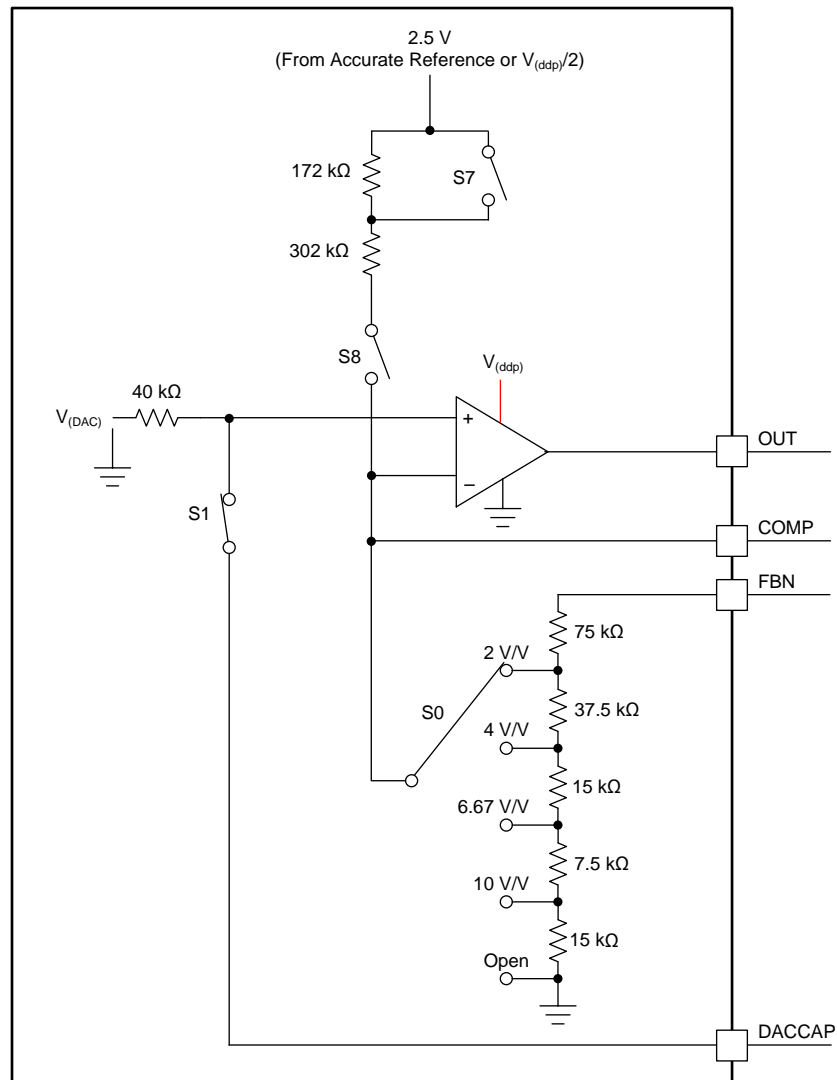 2.5 V
(From Accurate Reference or V(ddp)/2)
172 kΩ
S7
302 kΩ
S8
V(ddp)
40 kΩ
V(DAC)
+
OUT
−
S1
COMP
FBN
75 kΩ
2 V/V
S0
37.5 kΩ
4 V/V
15 kΩ
6.67 V/V
7.5 kΩ
10 V/V
15 kΩ
Open
DACCAP